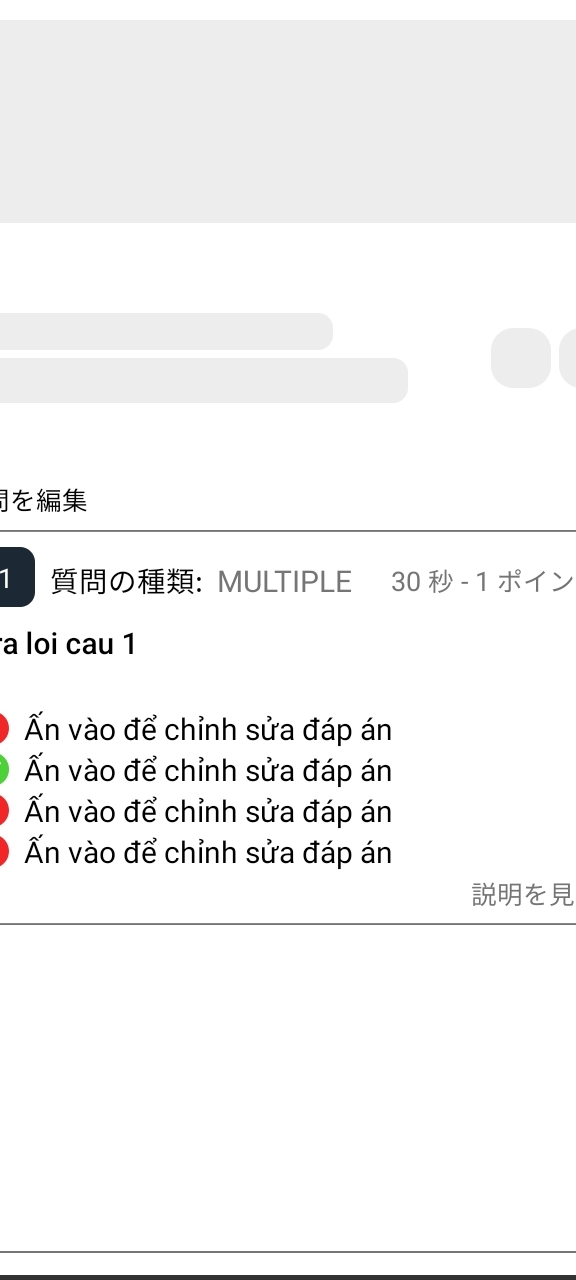 を編集
1 質問の種類: MULTIPLE 30 秒 - 1 ポイン
loi cau 1
Ấn vào để chỉnh sửa đáp án
Ấn vào để chỉnh sửa đáp án
Ấn vào để chỉnh sửa đáp án
Ấn vào để chỉnh sửa đáp án
説明を見